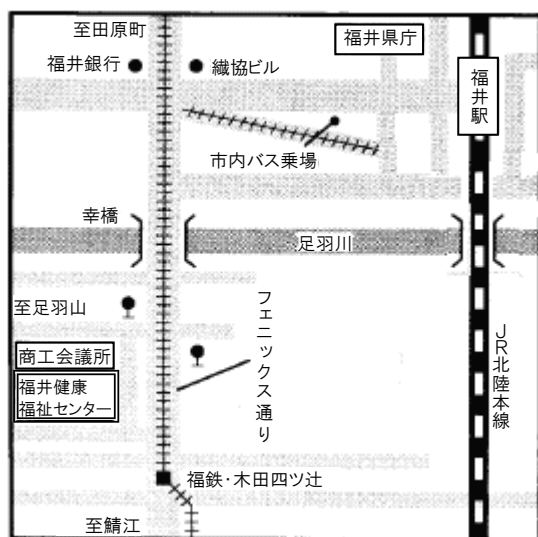 至田原町
福井県庁
福井銀行
繊協ビル
福井駅
市内バス乗場
幸橋
足羽川
至足羽山
フェニックス通り
JR北陸本線
商工会議所
福井健康
福祉センター
福鉄・木田四ツ辻
至鯖江